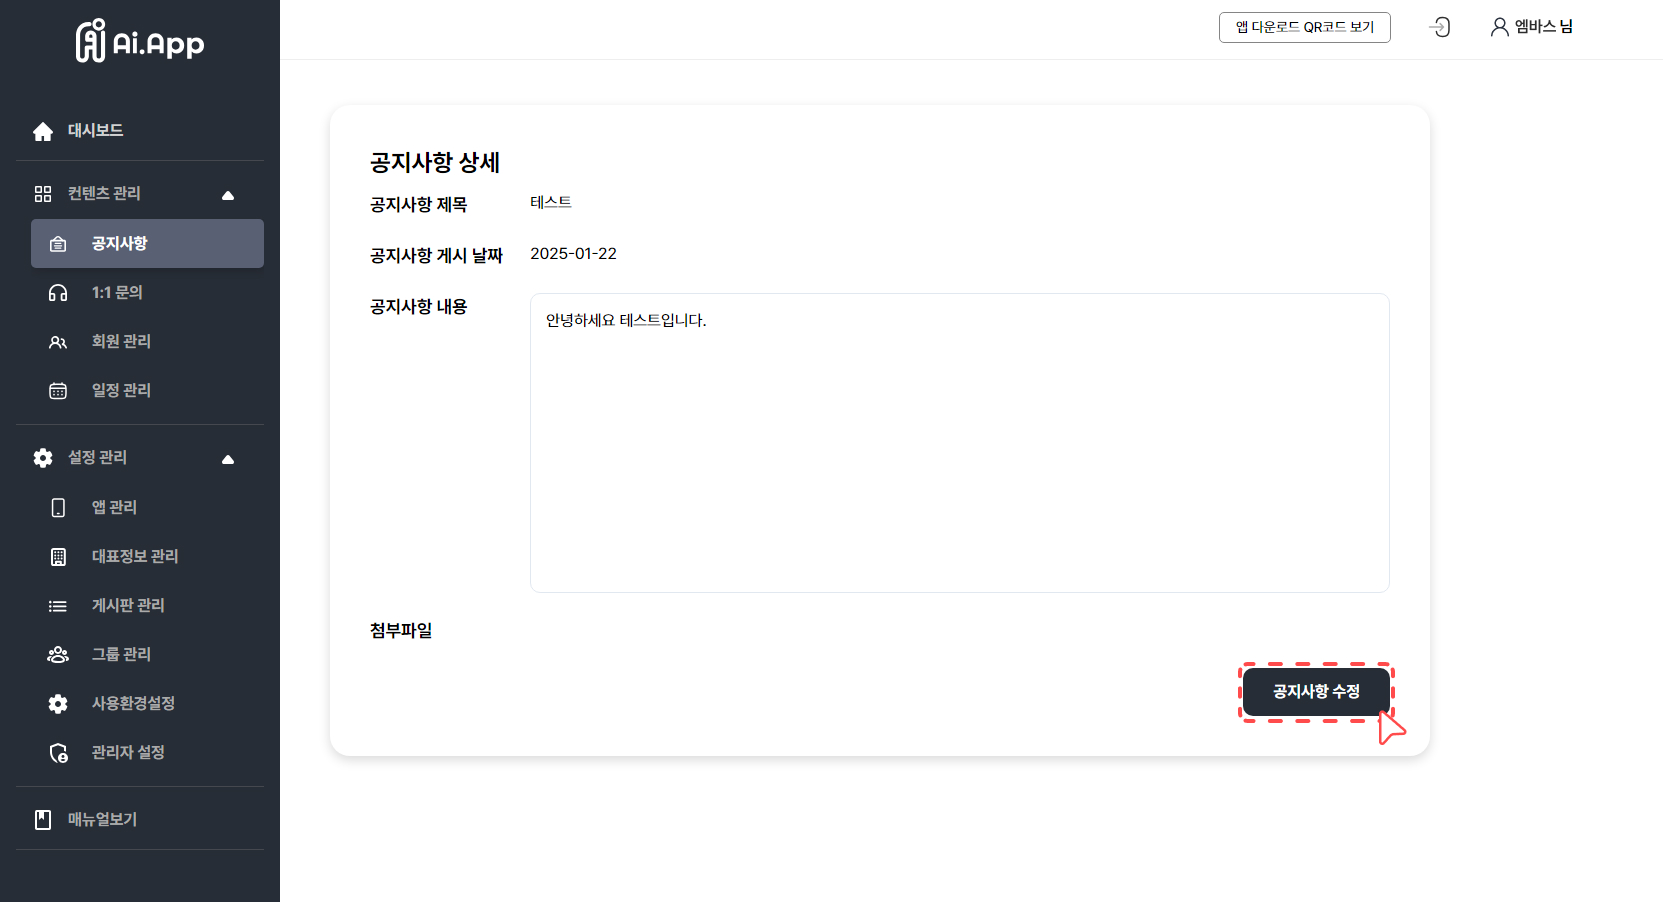 Ai.App
앱 다운로드 QR코드 보기
엠바스 님
대시보드
컨텐츠 관리
공지사항
1:1 문의
회원 관리
일정 관리
설정 관리
앱 관리
대표정보 관리
게시판 관리
그룹 관리
사용환경설정
관리자 설정
매뉴얼보기
공지사항 상세
공지사항 제목 테스트
공지사항 게시 날짜 2025-01-22
공지사항 내용 안녕하세요 테스트입니다.
첨부파일
공지사항 수정